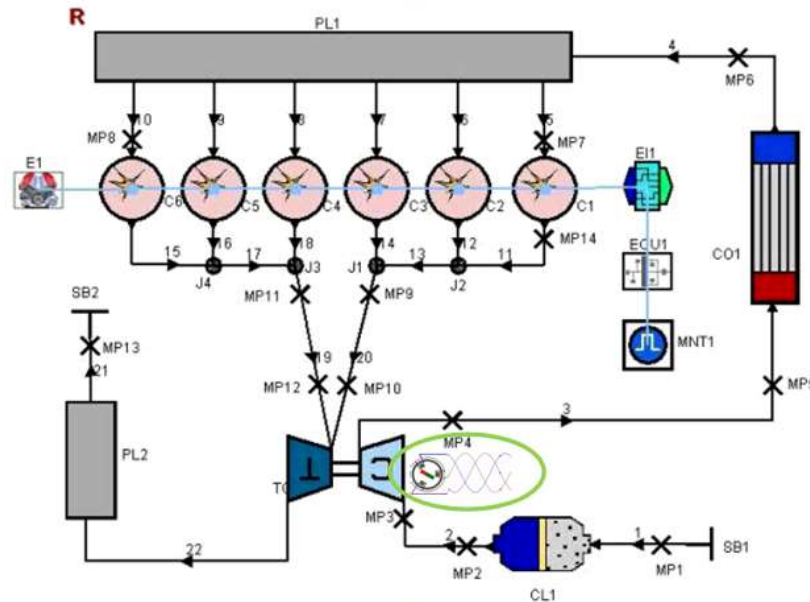 R
PL1
4
MP6
10
9
8
7
6
5
MP8
MP7
E1
EI1
C6
C5
C4
C3
C2
C1
MP14
ECU1
CO1
15
16
17
18
14
13
12
11
J4
J3
J1
J2
SB2
MP11
MP9
MNT1
MP13
21
19
20
MP12
MP10
MP5
3
MP4
PL2
MP3
22
2
1
MP2
MP1
SB1
CL1